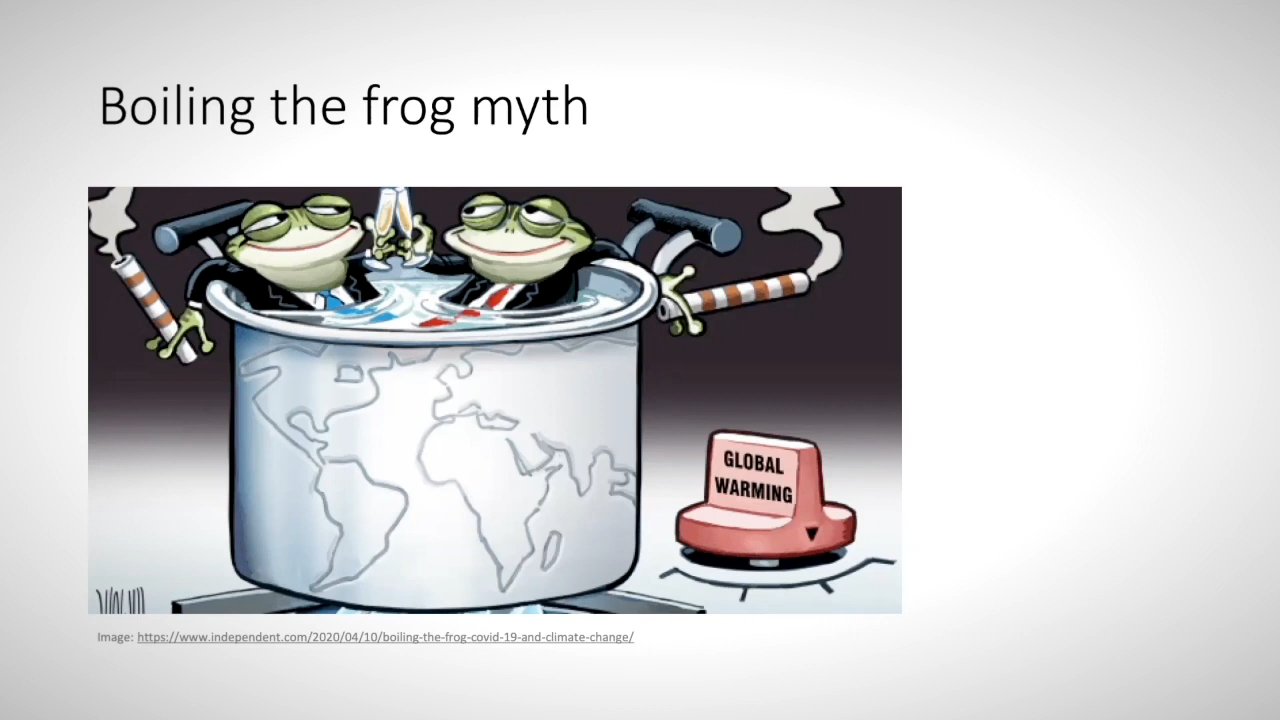 Boiling the frog myth
GLOBAL
WARMING
Image: https://www.independent.com/2020/04/10/boiling-the-frog-covid-19-and-climate-change/